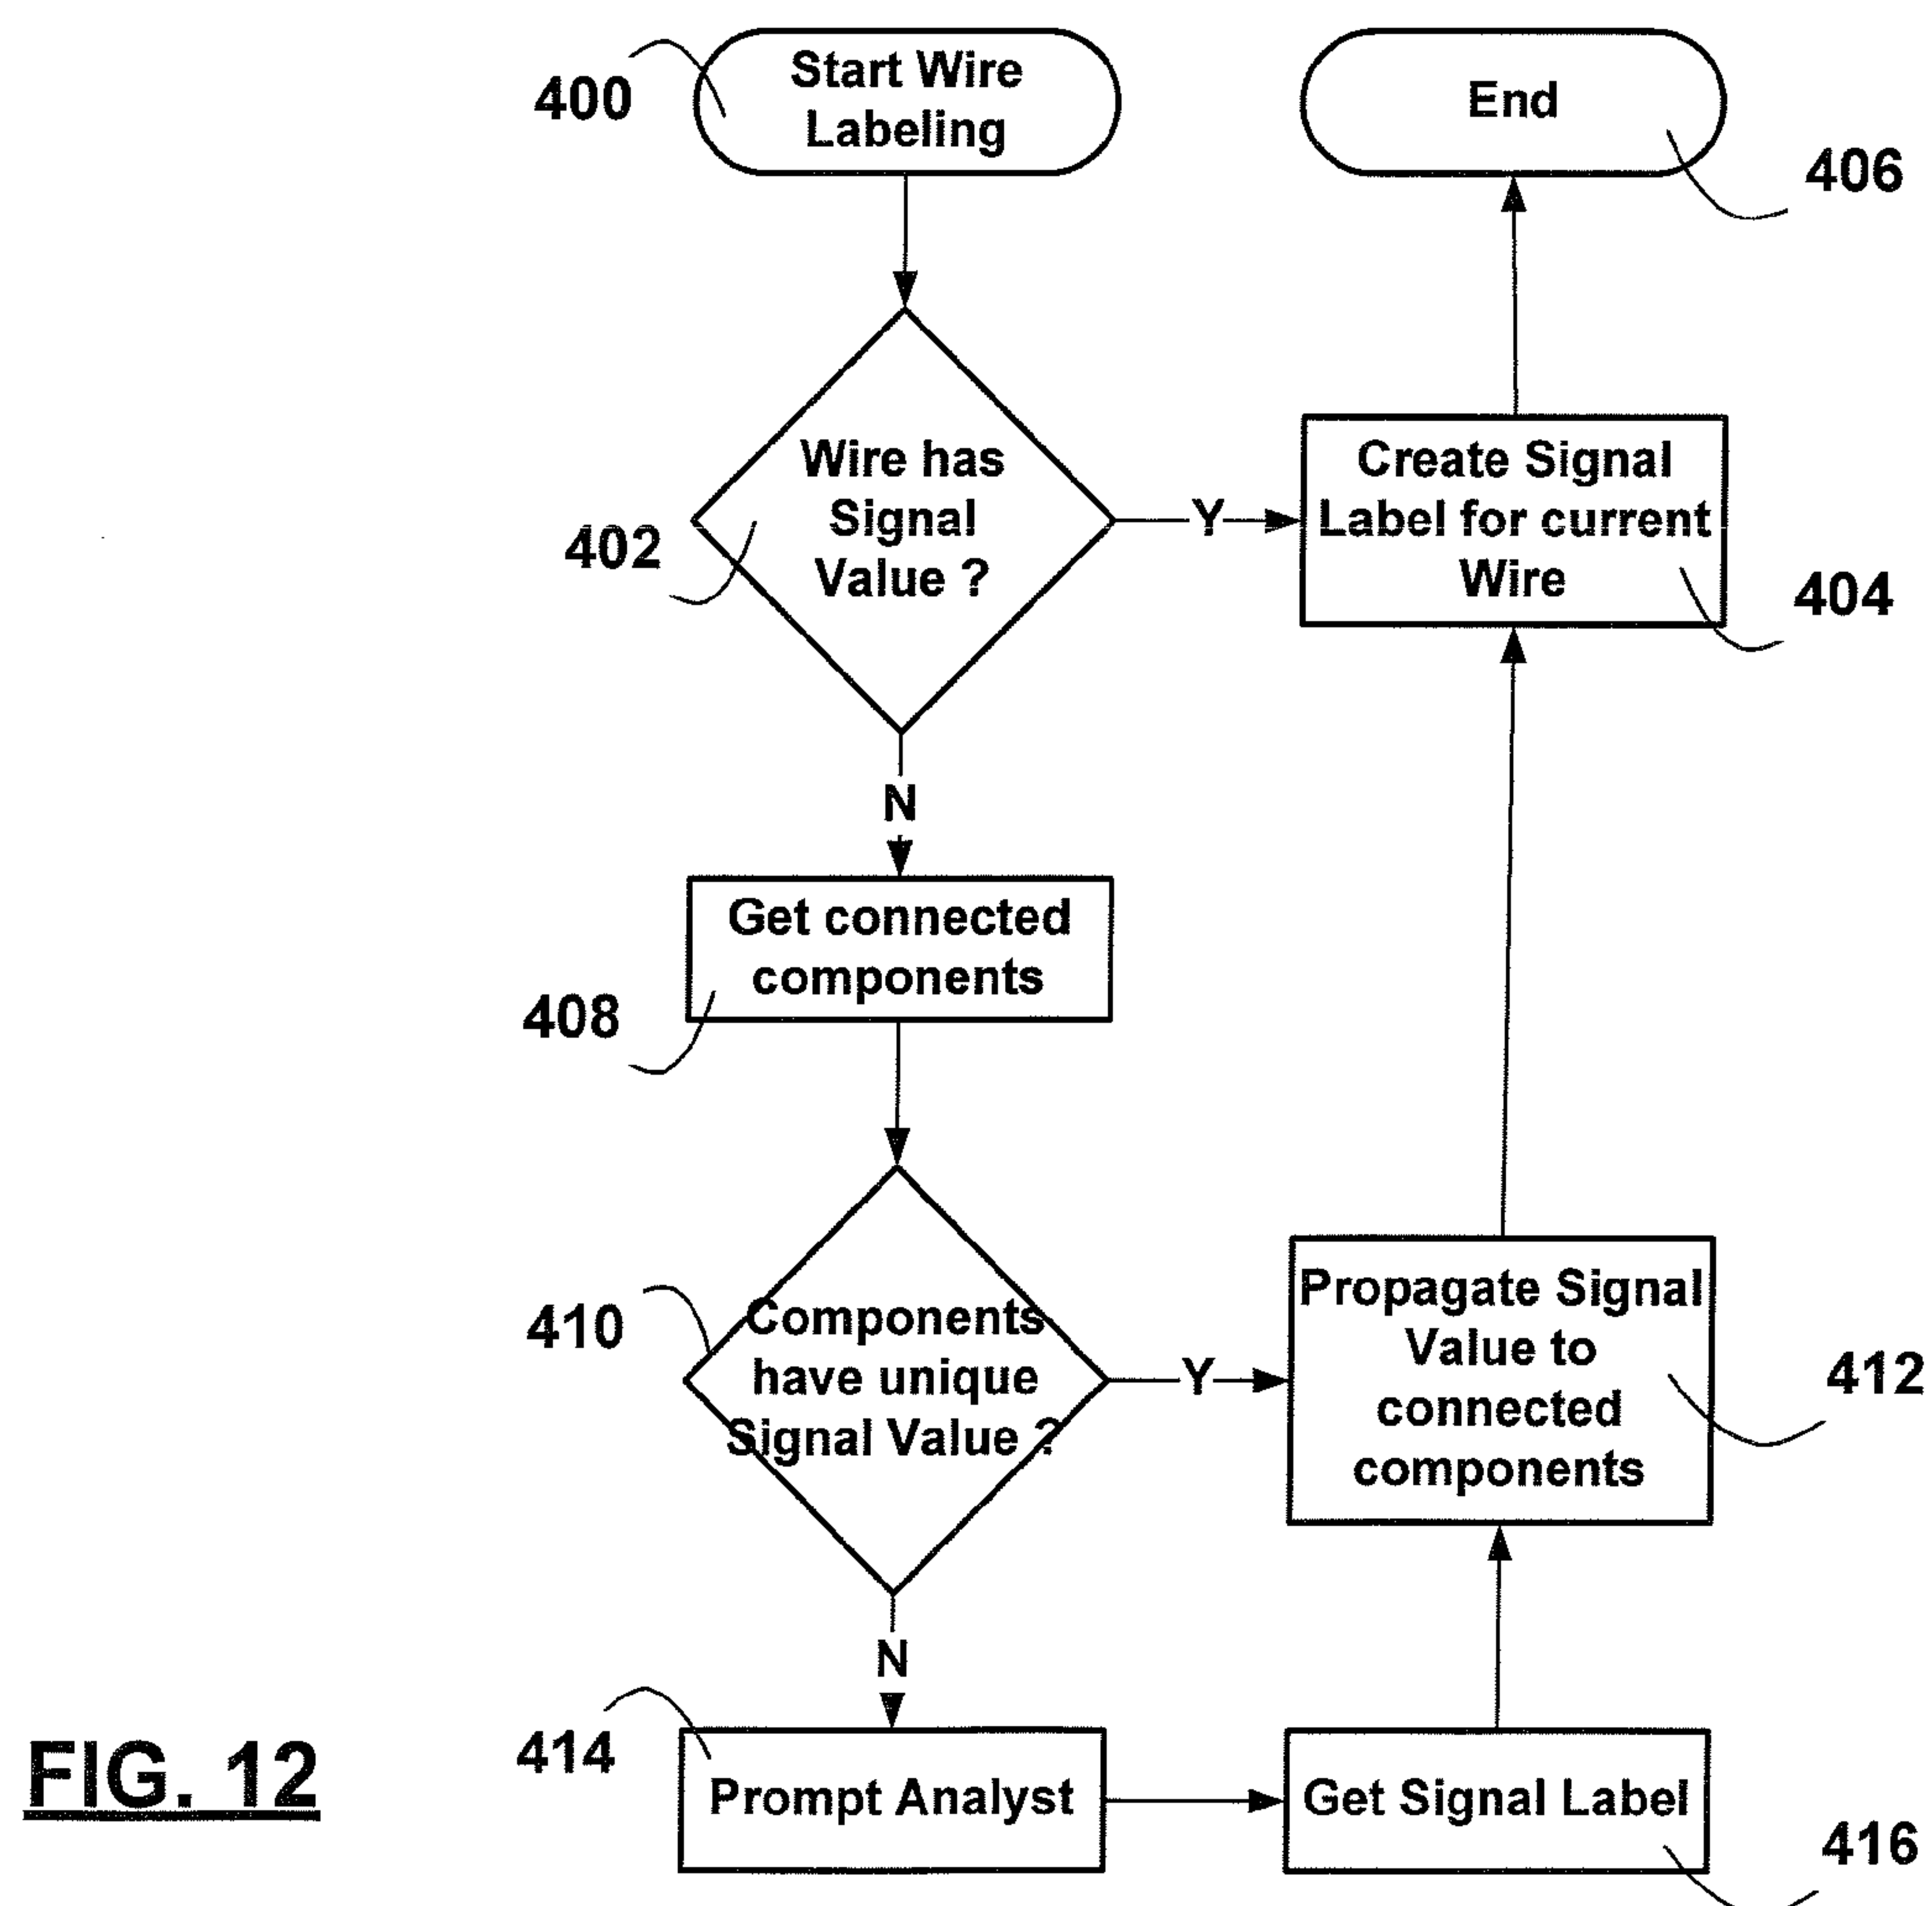 400
Start Wire
Labeling
End
406
402
Wire has
Signal
Value ?
Y
Create Signal
Label for current
Wire
404
N
Get connected
components
408
410
Components
have unique
Signal Value ?
Y
Propagate Signal
Value to
connected
components
412
N
414
Prompt Analyst
Get Signal Label
416
FIG. 12